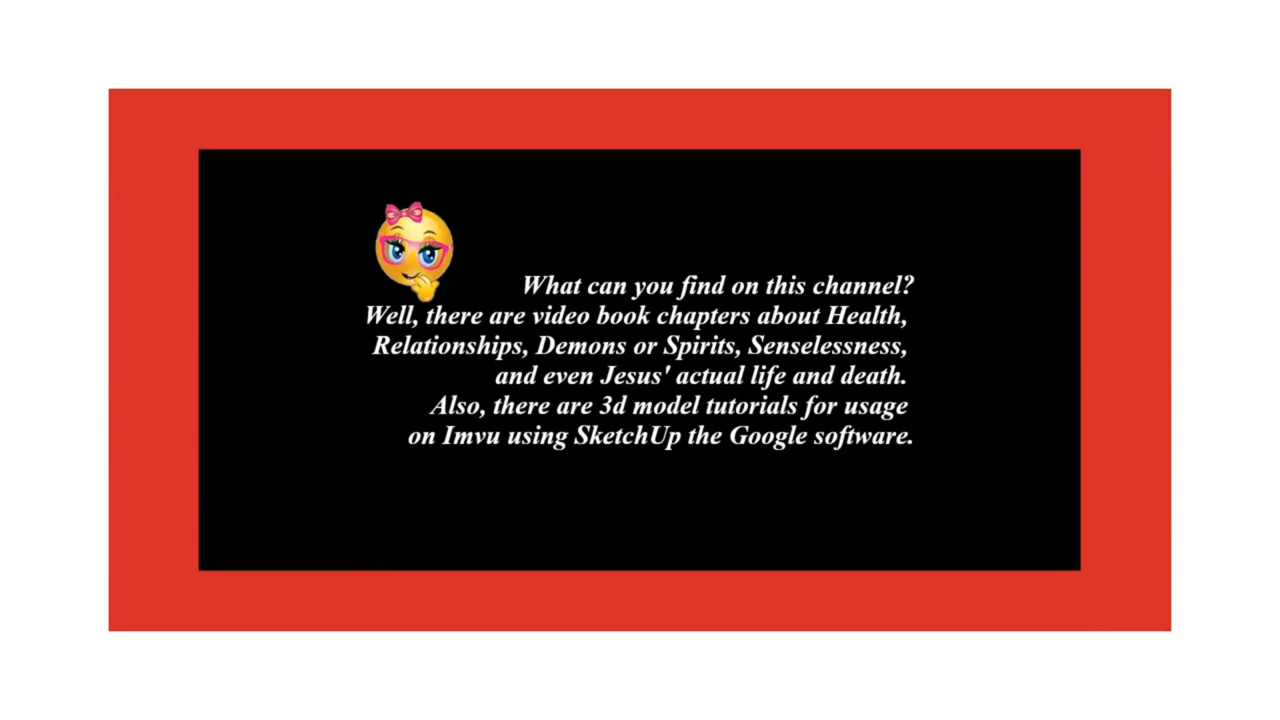 What can you find on this channel?
Well, there are video book chapters about Health,
Relationships, Demons or Spirits, Senselessness,
and even Jesus' actual life and death.
Also, there are 3d model tutorials for usage
on Imvu using SketchUp the Google software.